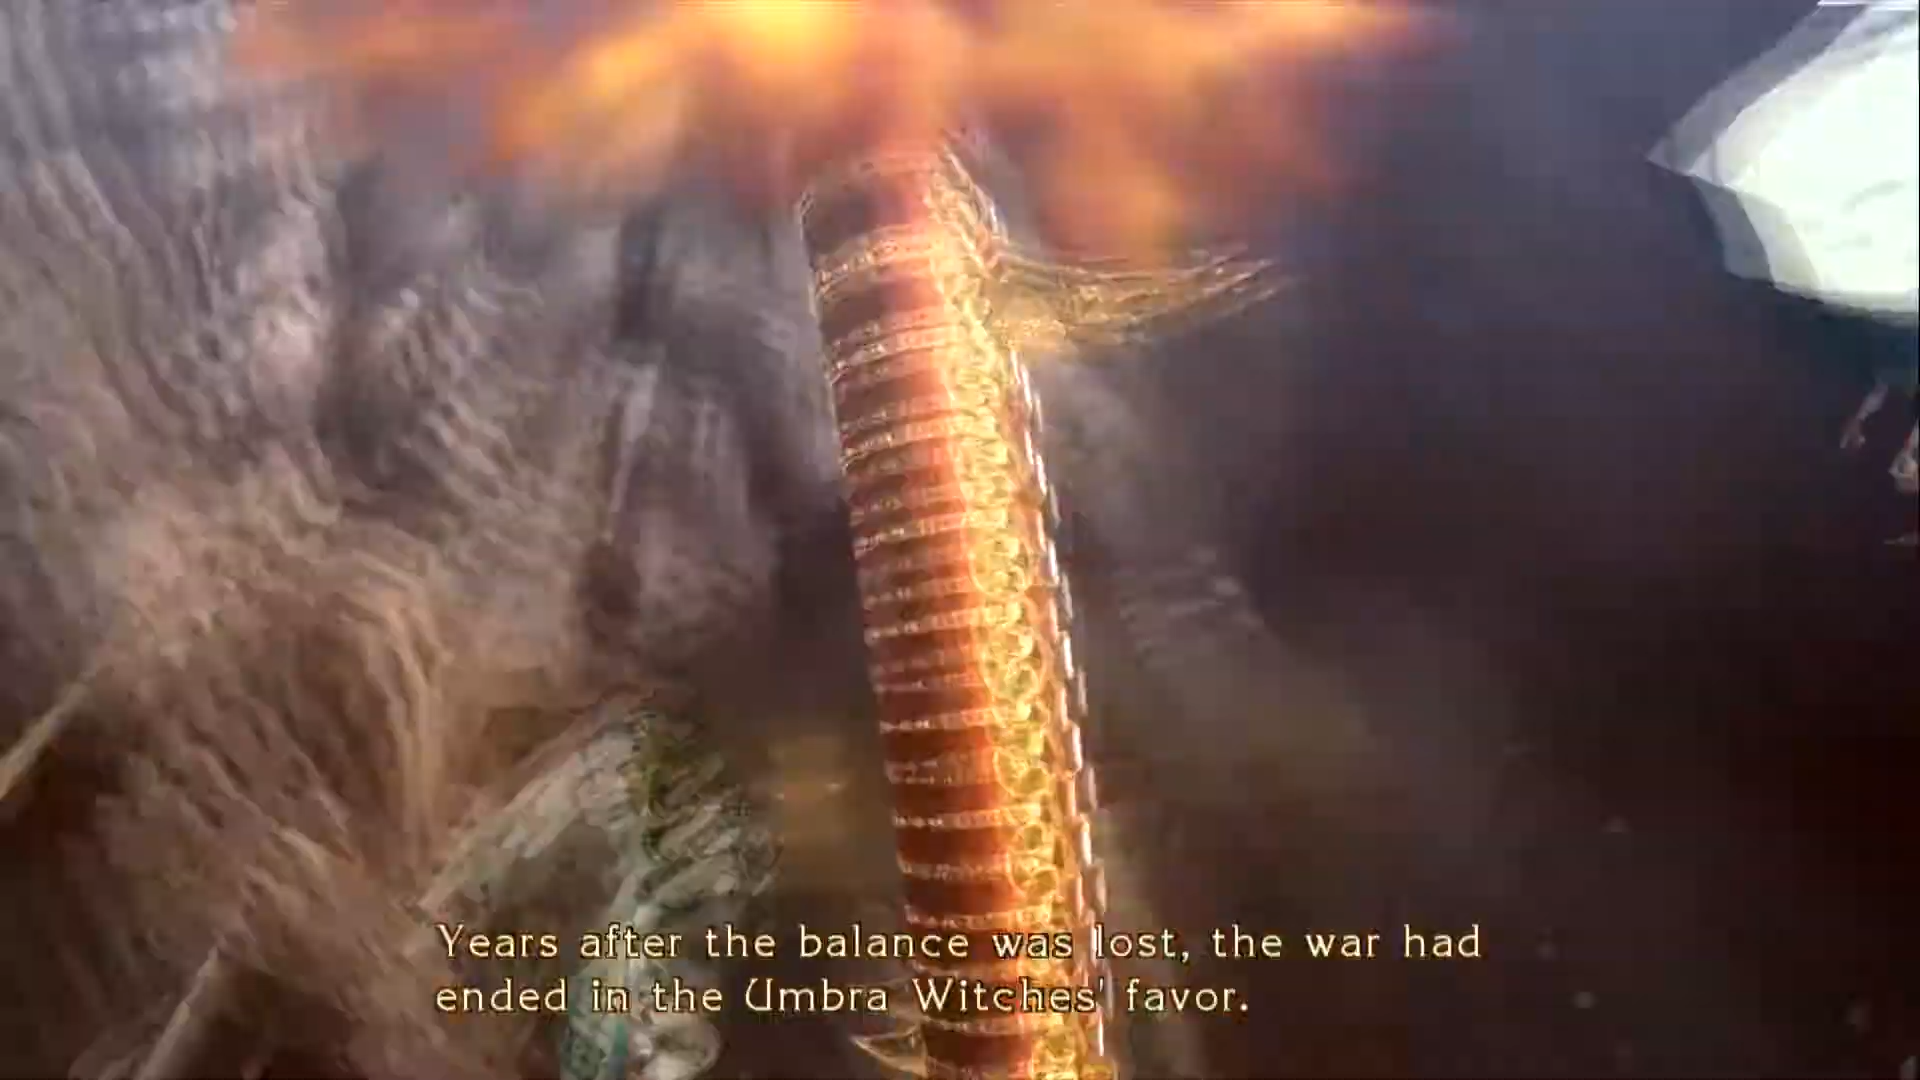 Years after the balance was lost, the war had
ended in the Umbra Witches' favor.